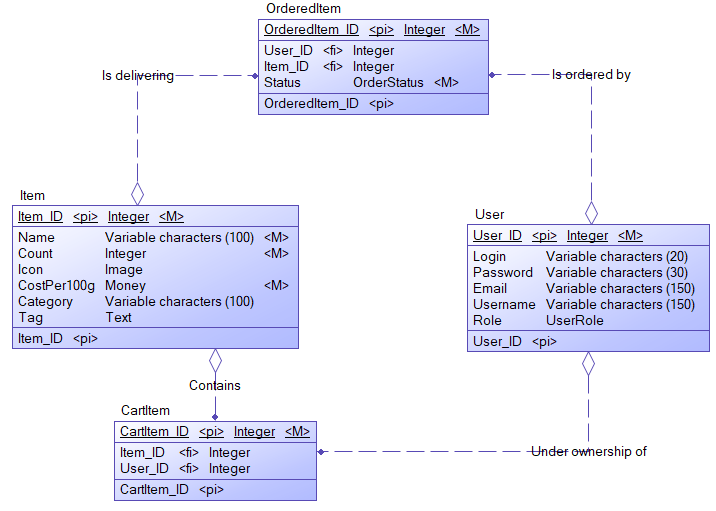 OrderedItem
OrderedItem_ID <pi> Integer <M>
User_ID <fi> Integer
Item_ID <fi> Integer
Status OrderStatus <M>
OrderedItem_ID <pi>
Is delivering
Is ordered by
Item
Item_ID <pi> Integer <M>
Name Variable characters (100) <M>
Count Integer <M>
Icon Image
CostPer100g Money <M>
Category Variable characters (100)
Tag Text
Item_ID <pi>
User
User_ID <pi> Integer <M>
Login Variable characters (20)
Password Variable characters (30)
Email Variable characters (150)
Username Variable characters (150)
Role UserRole
User_ID <pi>
Contains
CartItem
CartItem_ID <pi> Integer <M>
Item_ID <fi> Integer
User_ID <fi> Integer
CartItem_ID <pi>
Under ownership of